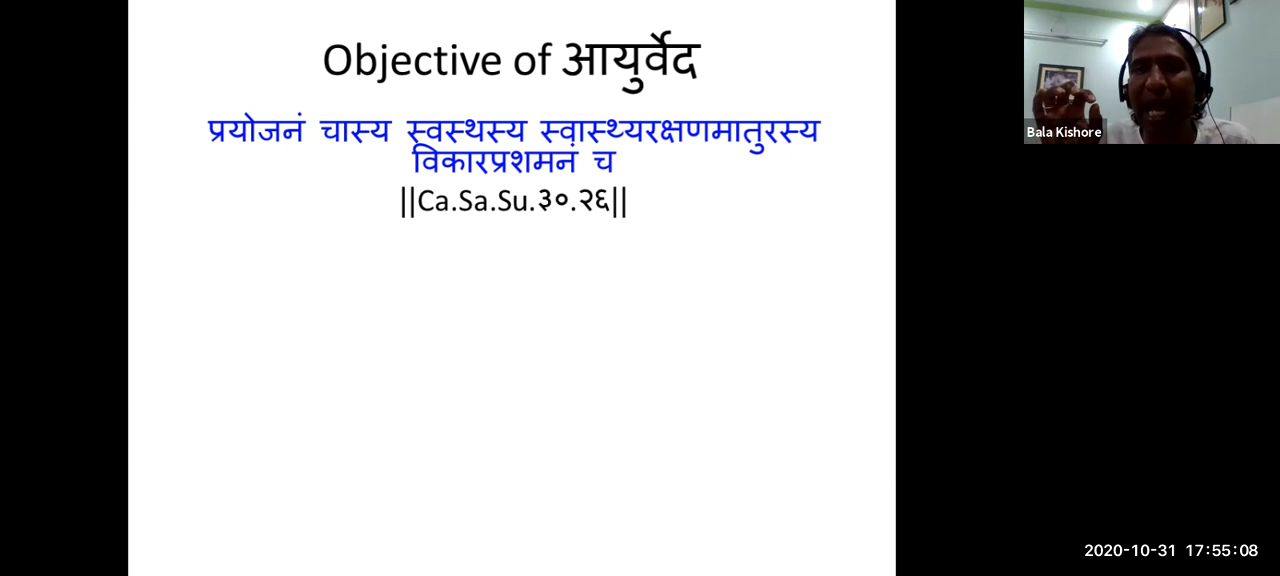 Objective of आयुर्वेद
प्रयोजनं चास्य स्वस्थस्य स्वास्थ्यरक्षणमातुरस्य
विकारप्रशमनं च
||Ca.Sa.Su.३०.२६||
Bala Kishore
2020-10-31 17:55:08